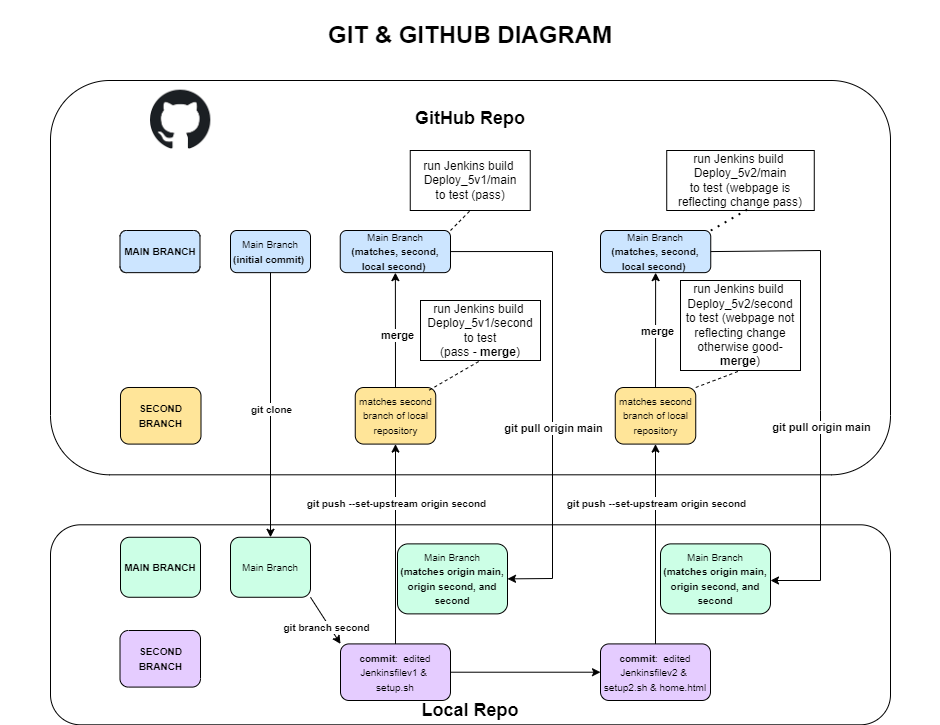 GIT & GITHUB DIAGRAM
GitHub Repo
run Jenkins build
Deploy_5v1/main
to test (pass)
run Jenkins build
Deploy_5v2/main
to test (webpage is
reflecting change pass)
MAIN BRANCH
Main Branch
(initial commit)
Main Branch
(matches, second,
local second)
Main Branch
(matches, second,
local second)
run Jenkins build
Deploy_5v1/second
to test
(pass - merge)
run Jenkins build
Deploy_5v2/second
to test (webpage not
reflecting change
otherwise good-
merge)
merge
merge
SECOND
BRANCH
git clone
matches second
branch of local
repository
git pull origin main
matches second
branch of local
repository
git pull origin main
git push --set-upstream origin second
git push --set-upstream origin second
MAIN BRANCH
Main Branch
Main Branch
(matches origin main,
origin second, and
second
Main Branch
(matches origin main,
origin second, and
second
git branch second
SECOND
BRANCH
commit: edited
Jenkinsfilev1 &
setup.sh
commit: edited
Jenkinsfilev2 &
setup2.sh & home.html
Local Repo